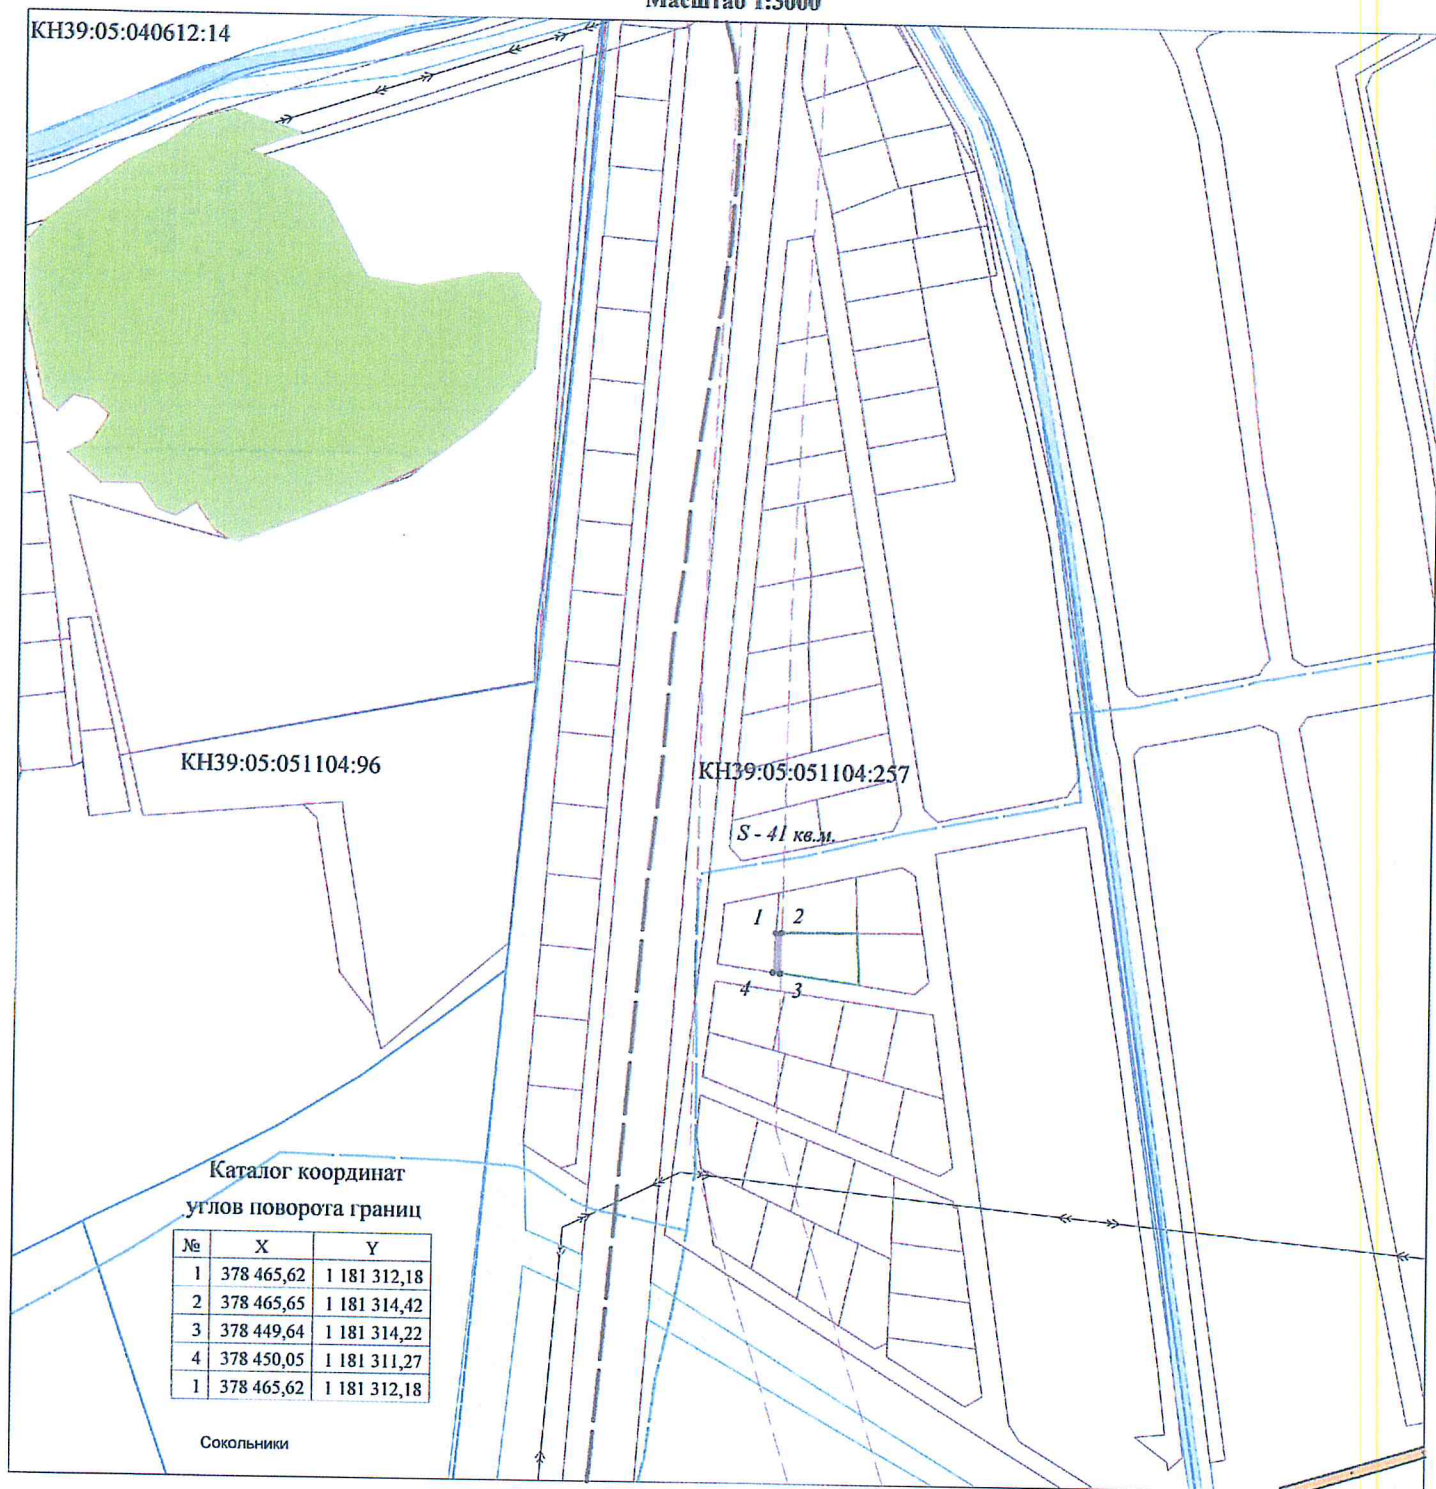 Масштаб 1:5000
КН39:05:040612:14
КН39:05:051104:96
КН39:05:051104:257
S - 41 кв.м.
1 2
4 3
Каталог координат
углов поворота границ
№ X Y
1 378 465,62 1 181 312,18
2 378 465,65 1 181 314,42
3 378 449,64 1 181 314,22
4 378 450,05 1 181 311,27
1 378 465,62 1 181 312,18
Сокольники